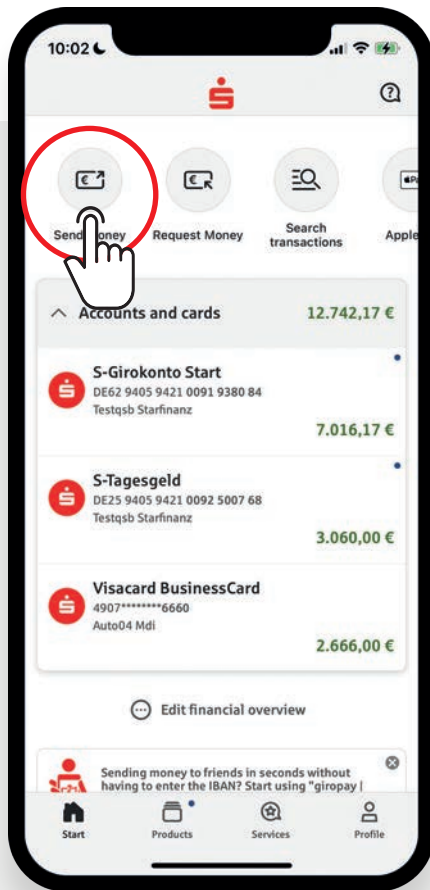 10:02
Send Money
Request Money
Search
transactions
Apple
Accounts and cards
12.742,17 €
S-Girokonto Start
DE62 9405 9421 0091 9380 84
Testqsb Starfinanz
7.016,17 €
S-Tagesgeld
DE25 9405 9421 0092 5007 68
Testqsb Starfinanz
3.060,00 €
Visacard BusinessCard
4907********6660
Auto04 Mdi
2.666,00 €
Edit financial overview
Sending money to friends in seconds without
having to enter the IBAN? Start using "giropay |
Start
Products
Services
Profile